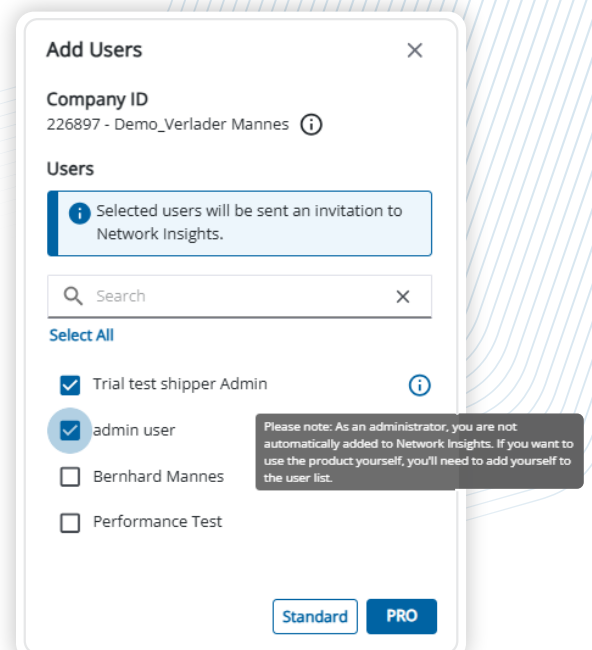 Add Users
Company ID
226897 - Demo_Verlader Mannes
Users
Selected users will be sent an invitation to
Network Insights.
Search
Select All
Trial test shipper Admin
admin user
Please note: As an administrator, you are not
automatically added to Network Insights. If you want to
use the product yourself, you'll need to add yourself to
the user list.
Bernhard Mannes
Performance Test
Standard
PRO